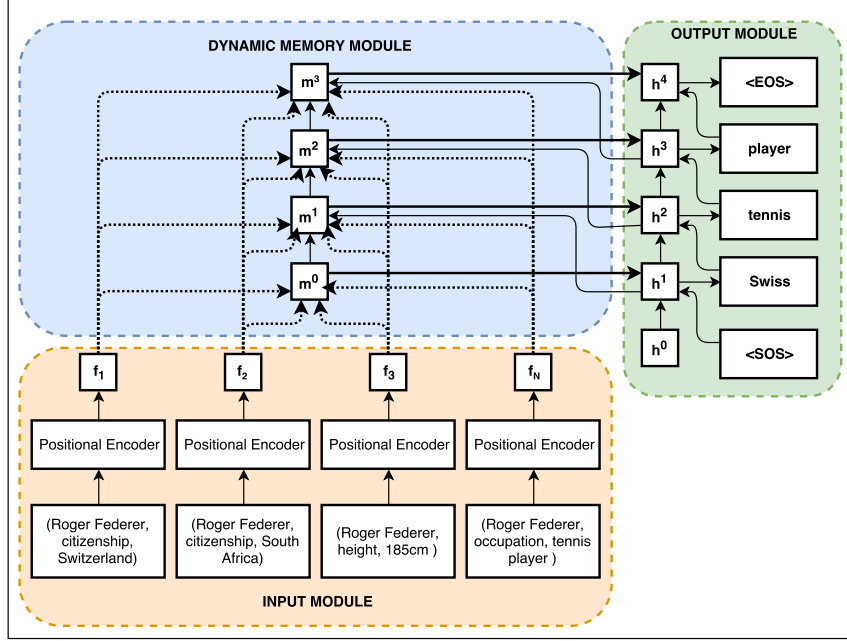 DYNAMIC MEMORY MODULE
OUTPUT MODULE
m³
h⁴
<EOS>
m²
h³
player
m¹
h²
tennis
m⁰
h¹
Swiss
h⁰
<SOS>
f₁
f₂
f₃
f_N
Positional Encoder
Positional Encoder
Positional Encoder
Positional Encoder
(Roger Federer,
citizenship,
Switzerland)
(Roger Federer,
citizenship, South
Africa)
(Roger Federer,
height, 185cm )
(Roger Federer,
occupation, tennis
player )
INPUT MODULE